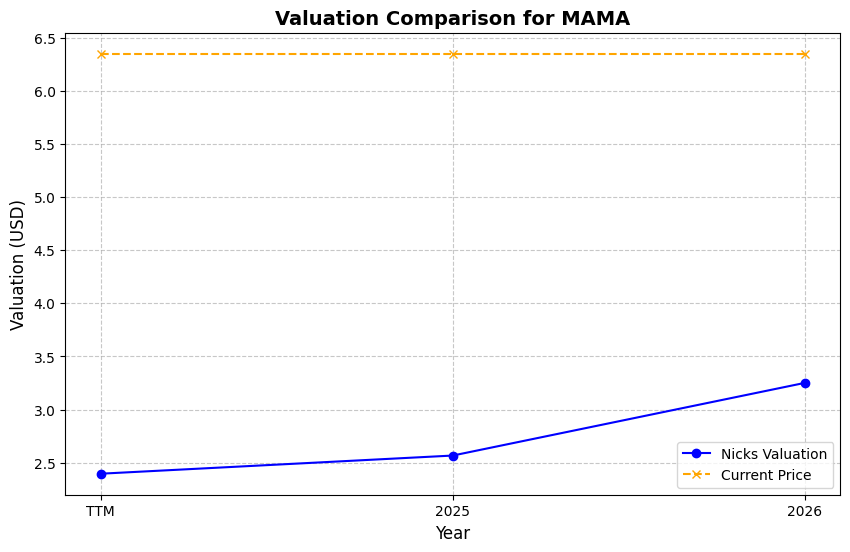 Valuation Comparison for MAMA
Valuation (USD)
6.5
6.0
5.5
5.0
4.5
4.0
3.5
3.0
2.5
Nicks Valuation
Current Price
TTM 2025 2026
Year